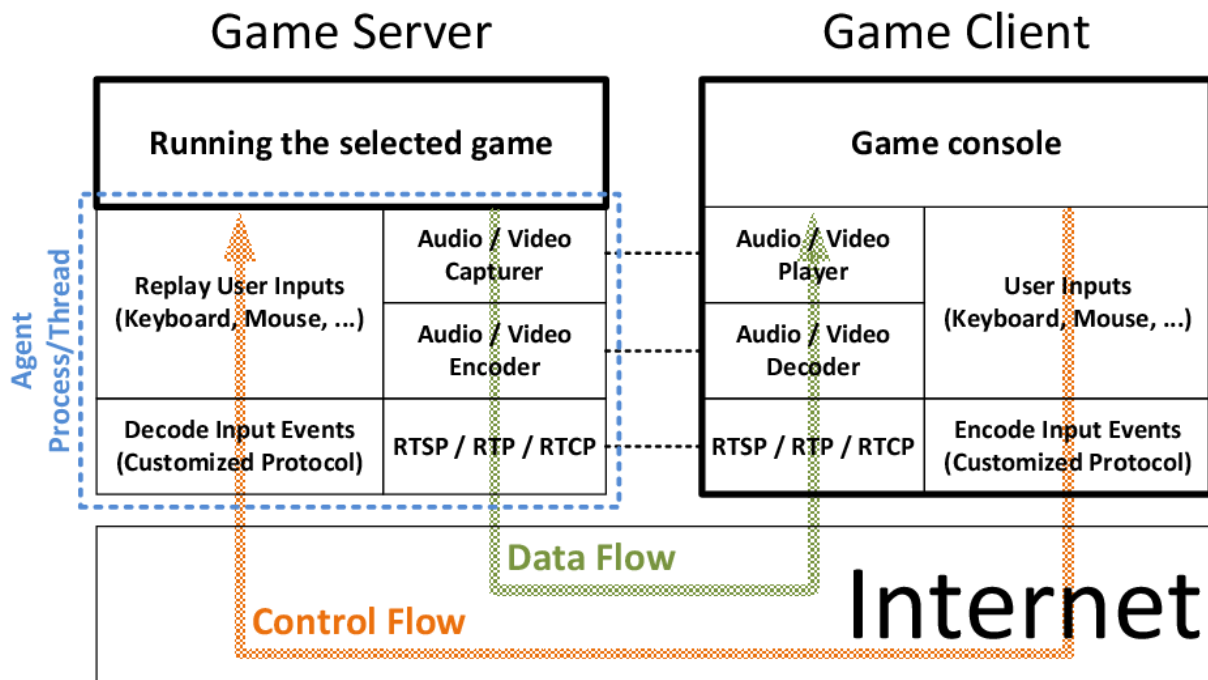 Game Server
Game Client
Running the selected game
Game console
Agent
Process/Thread
Replay User Inputs
(Keyboard, Mouse, ...)
Audio / Video
Capturer
Audio / Video
Encoder
Decode Input Events
(Customized Protocol)
RTSP / RTP / RTCP
Audio / Video
Player
Audio / Video
Decoder
RTSP / RTP / RTCP
User Inputs
(Keyboard, Mouse, ...)
Encode Input Events
(Customized Protocol)
Data Flow
Control Flow
Internet